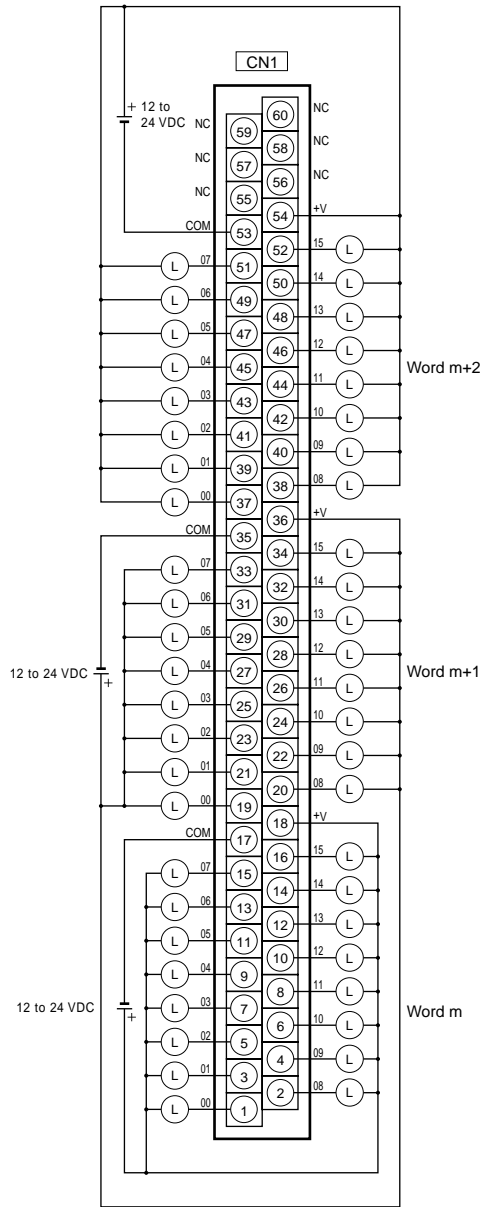 CN1
+ 12 to
24 VDC
60 NC
NC 59
58 NC
NC 57
56 NC
NC 55
54 +V
COM 53
52 15 L
L 07 51
50 14 L
L 06 49
48 13 L
L 05 47
46 12 L
Word m+2
L 04 45
44 11 L
L 03 43
42 10 L
L 02 41
40 09 L
L 01 39
38 08 L
L 00 37
36 +V
COM 35
34 15 L
L 07 33
32 14 L
L 06 31
30 13 L
L 05 29
28 12 L
12 to 24 VDC
+
Word m+1
L 04 27
26 11 L
L 03 25
24 10 L
L 02 23
22 09 L
L 01 21
20 08 L
L 00 19
18 +V
COM 17
16 15 L
L 07 15
14 14 L
L 06 13
12 13 L
L 05 11
10 12 L
L 04 9
8 11 L
12 to 24 VDC
+
Word m
L 03 7
6 10 L
L 02 5
4 09 L
L 01 3
2 08 L
L 00 1